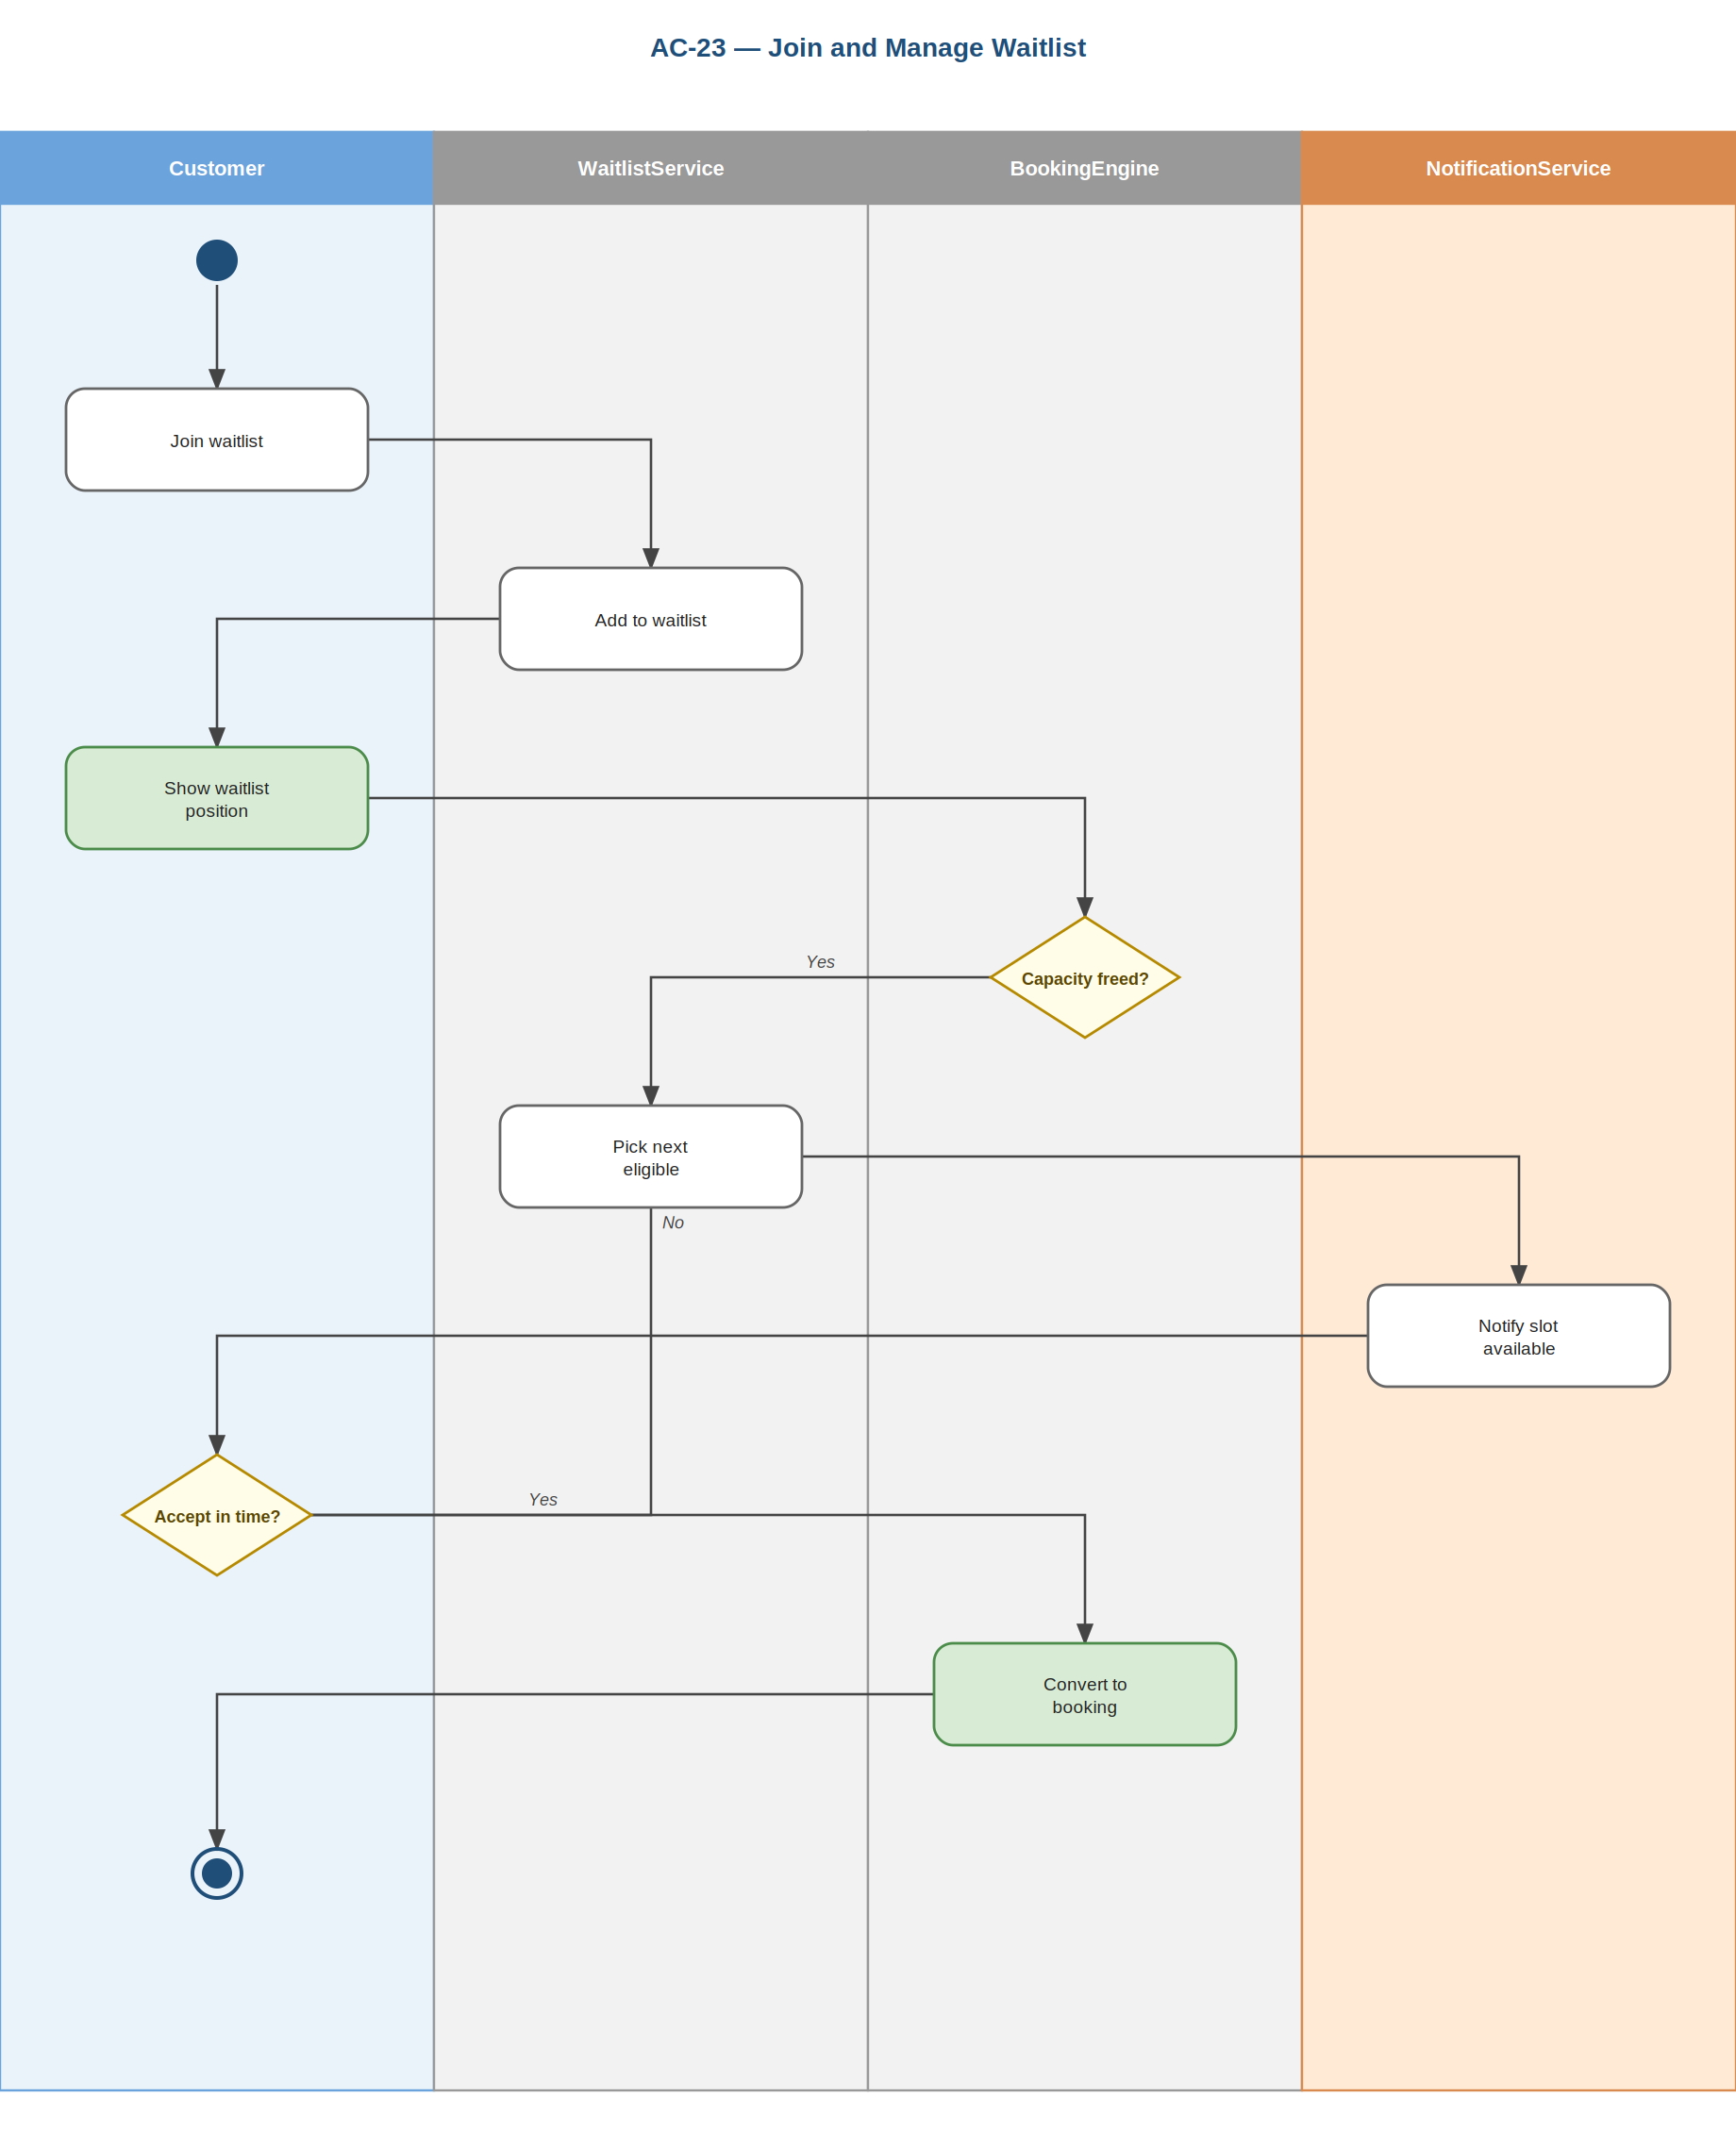 AC-23 — Join and Manage Waitlist
Customer
WaitlistService
BookingEngine
NotificationService
Join waitlist
Add to waitlist
Show waitlist
position
Yes
Capacity freed?
Pick next
eligible
No
Notify slot
available
Yes
Accept in time?
Convert to
booking